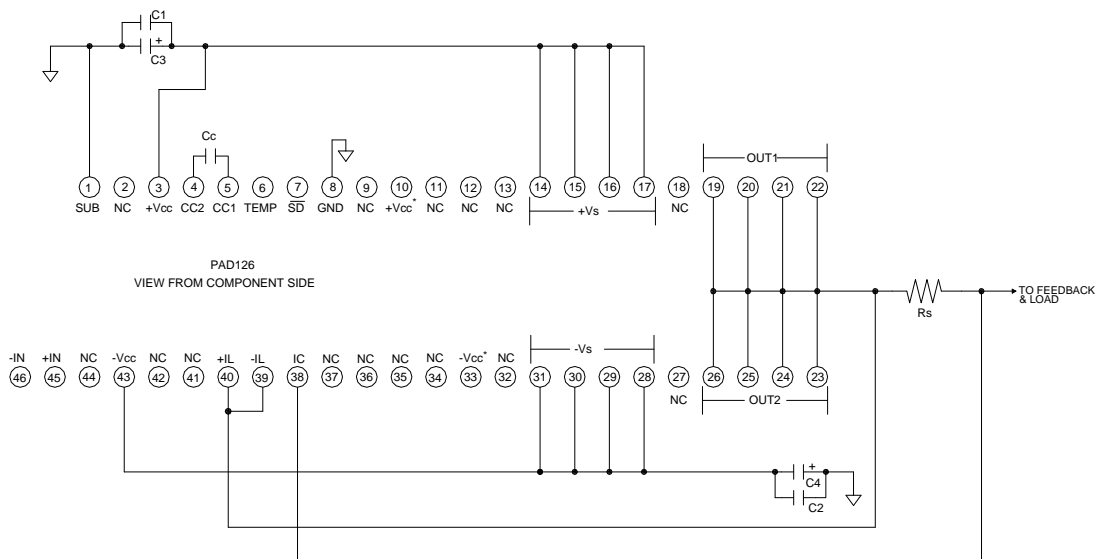 C1
+
C3
Cc
OUT1
1 2 3 4 5 6 7 8 9 10 11 12 13 14 15 16 17 18 19 20 21 22
SUB NC +Vcc CC2 CC1 TEMP SD GND NC +Vcc* NC NC NC +Vs NC
PAD126
VIEW FROM COMPONENT SIDE
TO FEEDBACK
& LOAD
Rs
-IN +IN NC -Vcc NC NC +IL -IL IC NC NC NC NC -Vcc* NC -Vs
46 45 44 43 42 41 40 39 38 37 36 35 34 33 32 31 30 29 28 27 26 25 24 23
NC OUT2
+
C4
C2